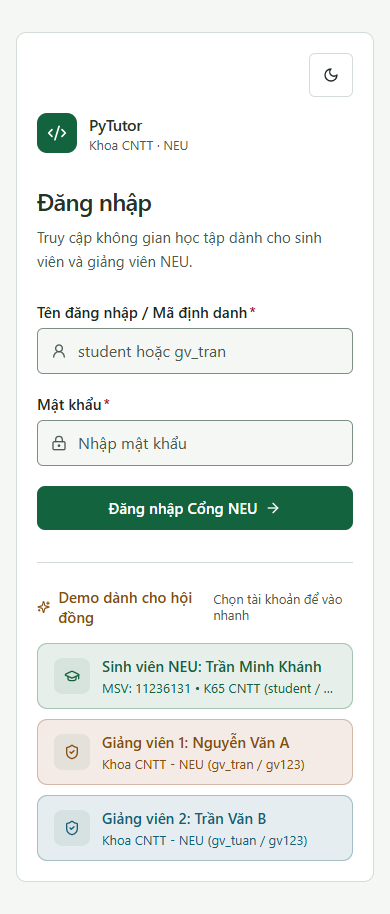 PyTutor
Khoa CNTT · NEU
Đăng nhập
Truy cập không gian học tập dành cho sinh
viên và giảng viên NEU.
Tên đăng nhập / Mã định danh*
student hoặc gv_tran
Mật khẩu*
Nhập mật khẩu
Đăng nhập Cổng NEU →
Demo dành cho hội
đồng
Chọn tài khoản để vào
nhanh
Sinh viên NEU: Trần Minh Khánh
MSV: 11236131 • K65 CNTT (student / ...
Giảng viên 1: Nguyễn Văn A
Khoa CNTT - NEU (gv_tran / gv123)
Giảng viên 2: Trần Văn B
Khoa CNTT - NEU (gv_tuan / gv123)